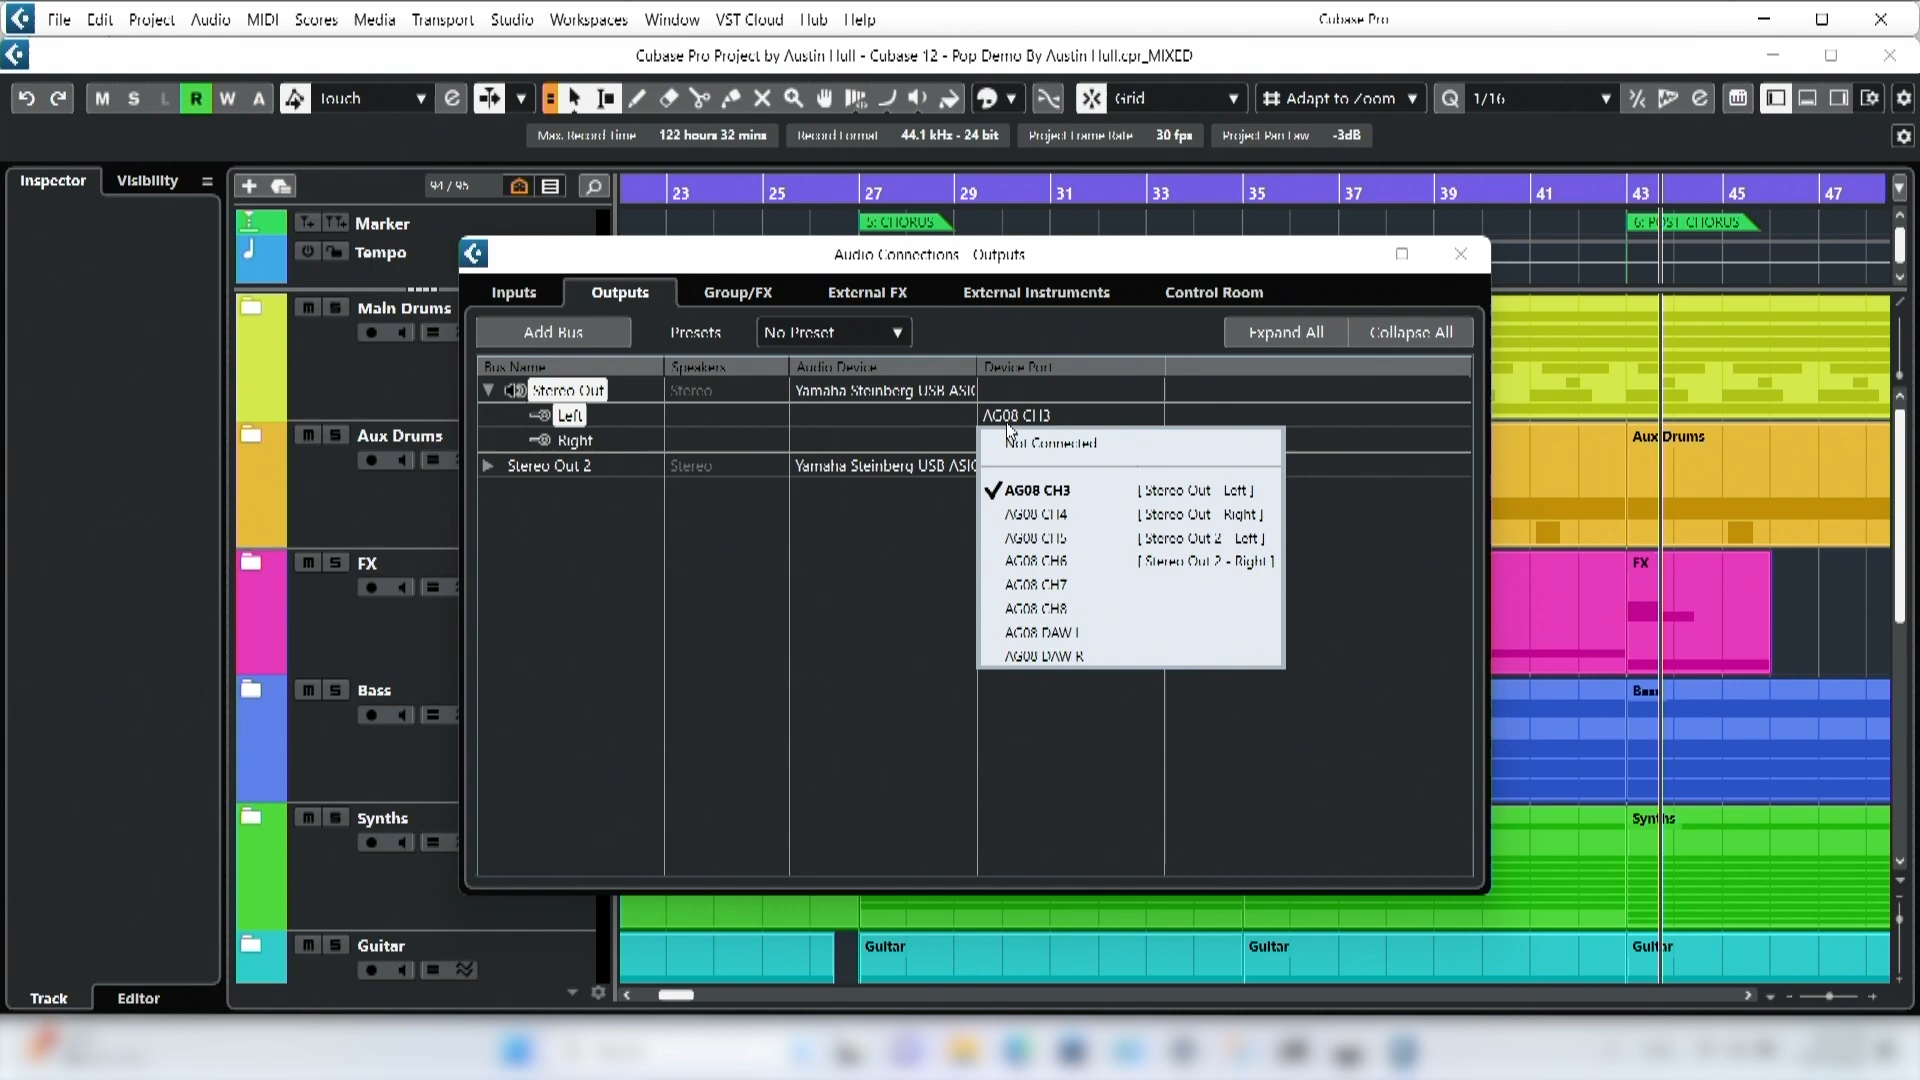 File Edit Project Audio MIDI Scores Media Transport Studio Workspaces Window VST Cloud Hub Help
Cubase Pro
Cubase Pro Project by Austin Hull - Cubase 12 - Pop Demo By Austin Hull.cpr_MIXED
M S L R W A Touch Grid Adapt to Zoom Q 1/16
Max. Record Time 122 hours 32 mins Record Format 44.1 kHz - 24 bit Project Frame Rate 30 fps Project Pan Law -3dB
Inspector Visibility
94 / 95
23 25 27 29 31 33 35 37 39 41 43 45 47
Marker
5: CHORUS
6: POST CHORUS
Tempo
Audio Connections - Outputs
Inputs Outputs Group/FX External FX External Instruments Control Room
Add Bus Presets No Preset Expand All Collapse All
Bus Name Speakers Audio Device Device Port
Stereo Out Stereo Yamaha Steinberg USB ASIO
Left AG08 CH3
Right
Stereo Out 2 Stereo Yamaha Steinberg USB ASIO
Not Connected
AG08 CH3 [ Stereo Out - Left ]
AG08 CH4 [ Stereo Out - Right ]
AG08 CH5 [ Stereo Out 2 - Left ]
AG08 CH6 [ Stereo Out 2 - Right ]
AG08 CH7
AG08 CH8
AG08 DAW L
AG08 DAW R
m S Main Drums
m S Aux Drums
Aux Drums
m S FX
FX
m S Bass
Bass
m S Synths
Synths
m S Guitar
Guitar
Guitar
Guitar
Track Editor